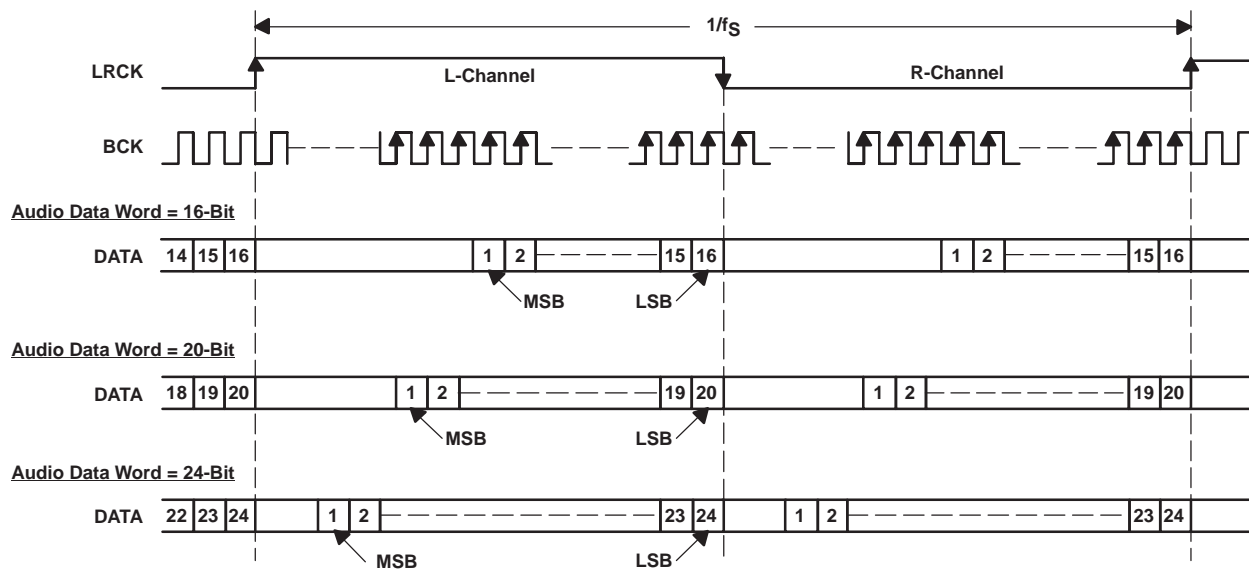 1/fS
LRCK L-Channel R-Channel
BCK
Audio Data Word = 16-Bit
DATA 14 15 16 1 2 15 16 1 2 15 16
MSB LSB
Audio Data Word = 20-Bit
DATA 18 19 20 1 2 19 20 1 2 19 20
MSB LSB
Audio Data Word = 24-Bit
DATA 22 23 24 1 2 23 24 1 2 23 24
MSB LSB